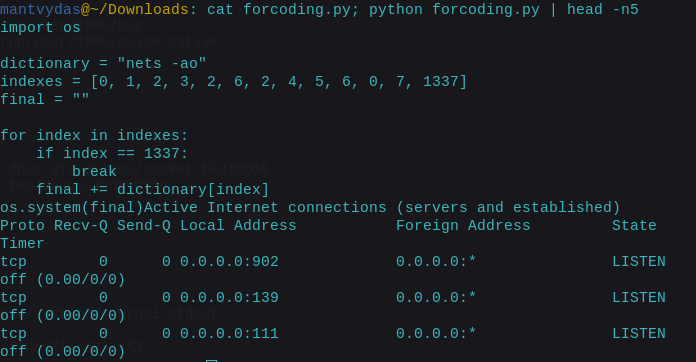 mantvydas@~/Downloads: cat forcoding.py; python forcoding.py | head -n5
import os

dictionary = "nets -ao"
indexes = [0, 1, 2, 3, 2, 6, 2, 4, 5, 6, 0, 7, 1337]
final = ""

for index in indexes:
    if index == 1337:
        break
    final += dictionary[index]
os.system(final)Active Internet connections (servers and established)
Proto Recv-Q Send-Q Local Address           Foreign Address         State
Timer
tcp        0      0 0.0.0.0:902             0.0.0.0:*               LISTEN
off (0.00/0/0)
tcp        0      0 0.0.0.0:139             0.0.0.0:*               LISTEN
off (0.00/0/0)
tcp        0      0 0.0.0.0:111             0.0.0.0:*               LISTEN
off (0.00/0/0)